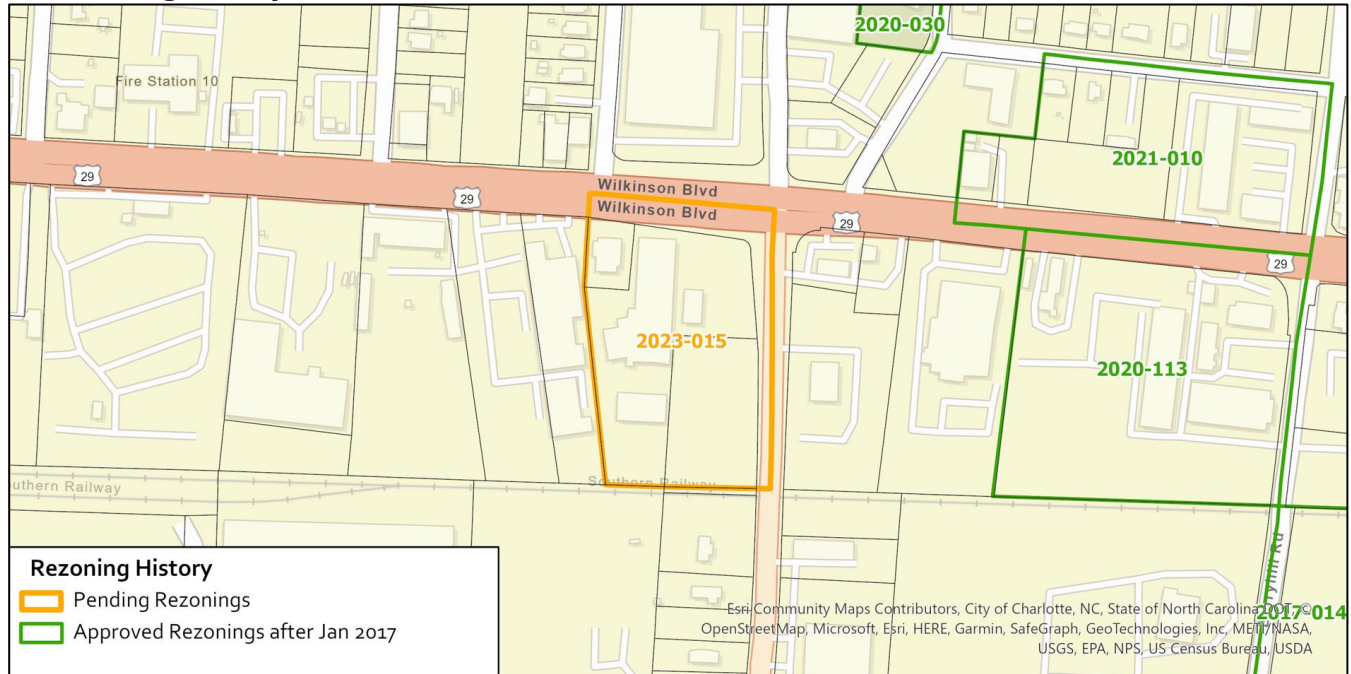 2020-030
Fire Station 10
2021-010
29
Wilkinson Blvd
29
Wilkinson Blvd
29
29
2023-015
2020-113
uthern Railway
Southern Railway
Rezoning History
Pending Rezonings
Approved Rezonings after Jan 2017
2017-014
Esri Community Maps Contributors, City of Charlotte, NC, State of North Carolina DOT, ©
OpenStreetMap, Microsoft, Esri, HERE, Garmin, SafeGraph, GeoTechnologies, Inc, METI/NASA,
USGS, EPA, NPS, US Census Bureau, USDA